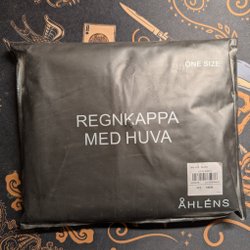 ONE SIZE
REGNKAPPA
MED HUVA
ÅHLÉNS